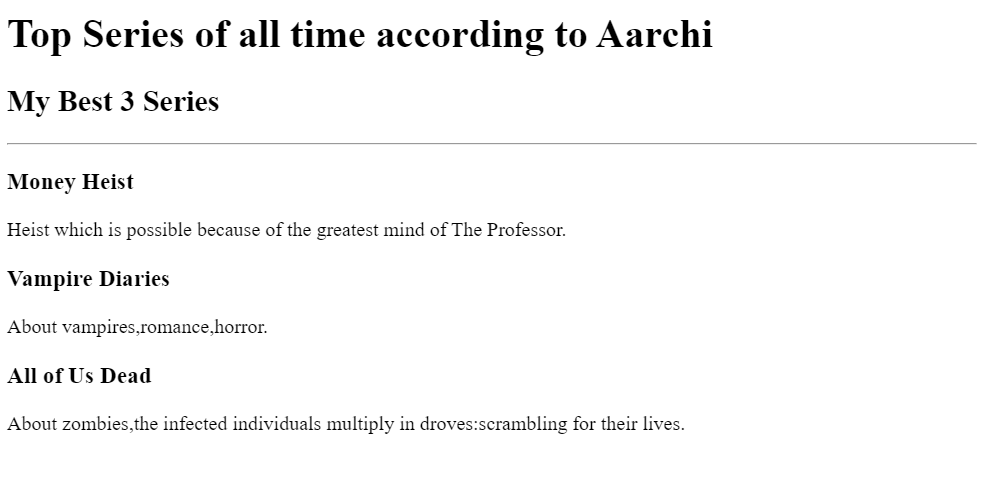 Top Series of all time according to Aarchi
My Best 3 Series
Money Heist
Heist which is possible because of the greatest mind of The Professor.
Vampire Diaries
About vampires,romance,horror.
All of Us Dead
About zombies,the infected individuals multiply in droves:scrambling for their lives.